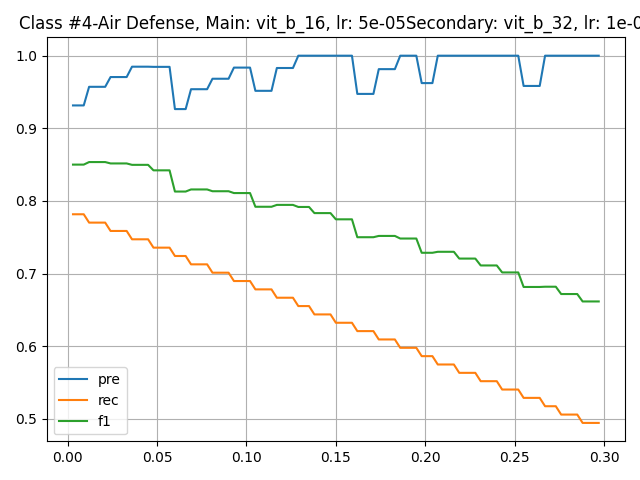 Class #4-Air Defense, Main: vit_b_16, lr: 5e-05Secondary: vit_b_32, lr: 1e-0
1.0
0.9
0.8
0.7
0.6
0.5
pre
rec
f1
0.00 0.05 0.10 0.15 0.20 0.25 0.30